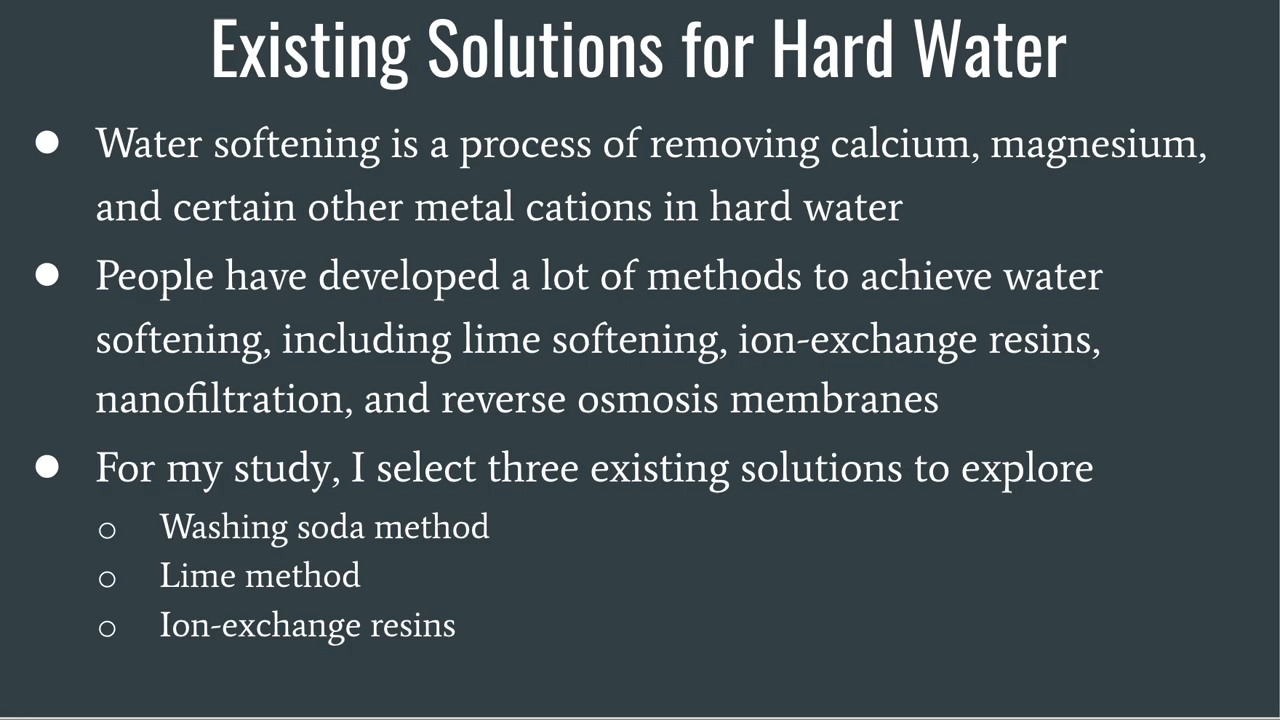 Existing Solutions for Hard Water
● Water softening is a process of removing calcium, magnesium,
and certain other metal cations in hard water
● People have developed a lot of methods to achieve water
softening, including lime softening, ion-exchange resins,
nanofiltration, and reverse osmosis membranes
● For my study, I select three existing solutions to explore
○ Washing soda method
○ Lime method
○ Ion-exchange resins